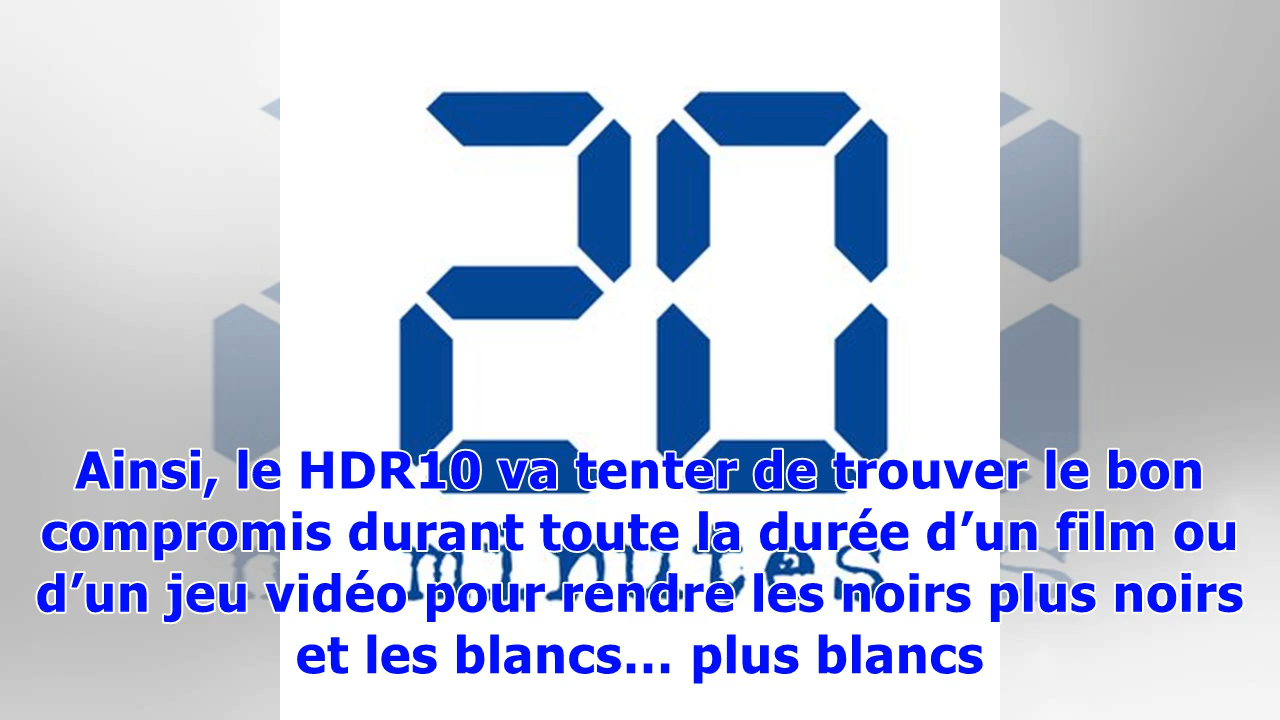 20
minutes
Ainsi, le HDR10 va tenter de trouver le bon
compromis durant toute la durée d’un film ou
d’un jeu vidéo pour rendre les noirs plus noirs
et les blancs... plus blancs